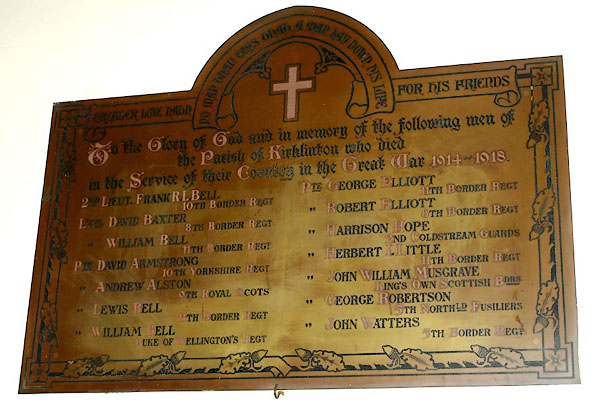 GREATER LOVE HATH NO MAN THAN THIS THAT A MAN LAY DOWN HIS LIFE FOR HIS FRIENDS
To the Glory of God and in memory of the following men of
the Parish of Kirklinton who died
in the Service of their Country in the Great War 1914-1918.
2nd LIEUT. FRANK R.I. BELL
10TH BORDER REGT
DAVID BAXTER
8TH BORDER REGT
" WILLIAM BELL
11TH BORDER REGT
PTE DAVID ARMSTRONG
10TH YORKSHIRE REGT
" ANDREW ALSTON
ROYAL SCOTS
" LEWIS BELL
BORDER REGT
" WILLIAM BELL
DUKE OF WELLINGTON'S REGT
PTE GEORGE ELLIOTT
11TH BORDER REGT
" ROBERT ELLIOTT
6TH BORDER REGT
" HARRISON HOPE
2ND COLDSTREAM GUARDS
" HERBERT J. LITTLE
11TH BORDER REGT
" JOHN WILLIAM MUSGRAVE
KING'S OWN SCOTTISH BDRS
" GEORGE ROBERTSON
15TH NORTHLD FUSILIERS
" JOHN WATTERS
5TH BORDER REGT